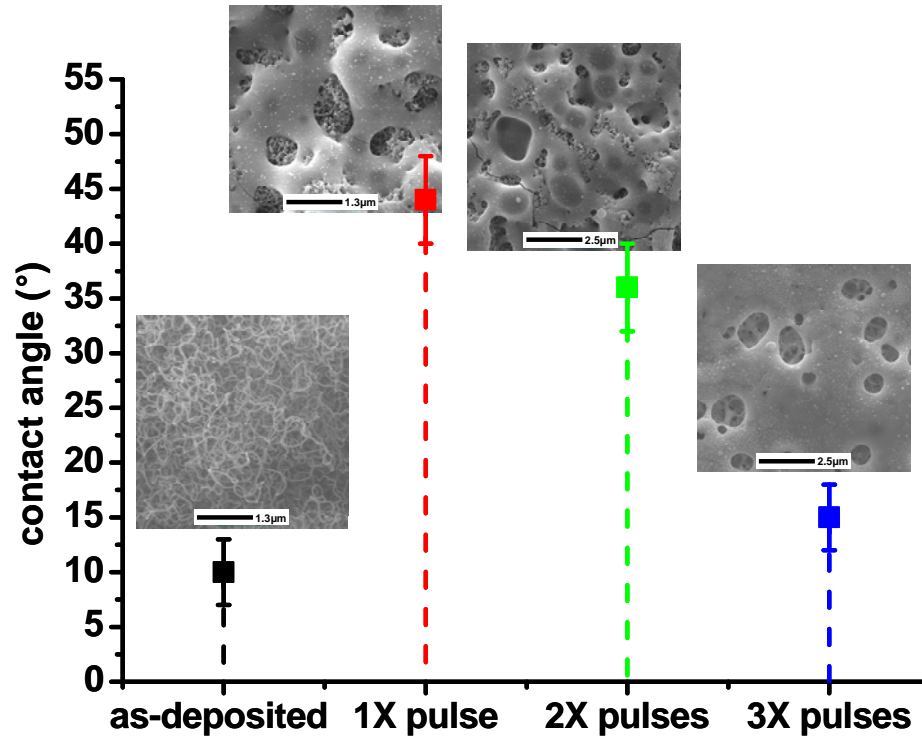 contact angle (°)
55
50
45
40
35
30
25
20
15
10
5
0
1.3µm
2.5µm
1.3µm
2.5µm
as-deposited 1X pulse 2X pulses 3X pulses